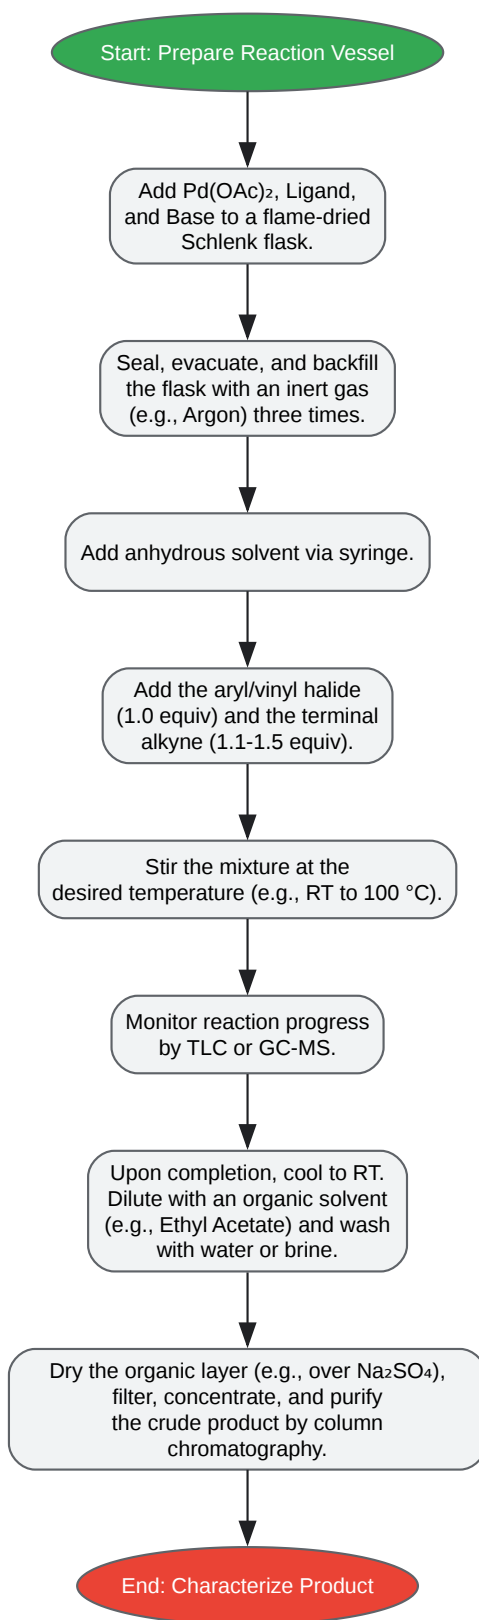 Start: Prepare Reaction Vessel
Add Pd(OAc)₂, Ligand,
and Base to a flame-dried
Schlenk flask.
Seal, evacuate, and backfill
the flask with an inert gas
(e.g., Argon) three times.
Add anhydrous solvent via syringe.
Add the aryl/vinyl halide
(1.0 equiv) and the terminal
alkyne (1.1-1.5 equiv).
Stir the mixture at the
desired temperature (e.g., RT to 100 °C).
Monitor reaction progress
by TLC or GC-MS.
Upon completion, cool to RT.
Dilute with an organic solvent
(e.g., Ethyl Acetate) and wash
with water or brine.
Dry the organic layer (e.g., over Na₂SO₄),
filter, concentrate, and purify
the crude product by column
chromatography.
End: Characterize Product